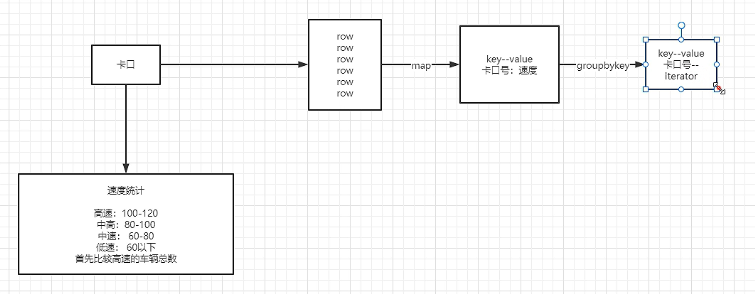 卡口
row
row
row
row
row
row
map
key--value
卡口号：速度
groupbykey
key--value
卡口号--
Iterator
速度统计
高速：100-120
中高：80-100
中速： 60-80
低速： 60以下
首先比较高速的车辆总数